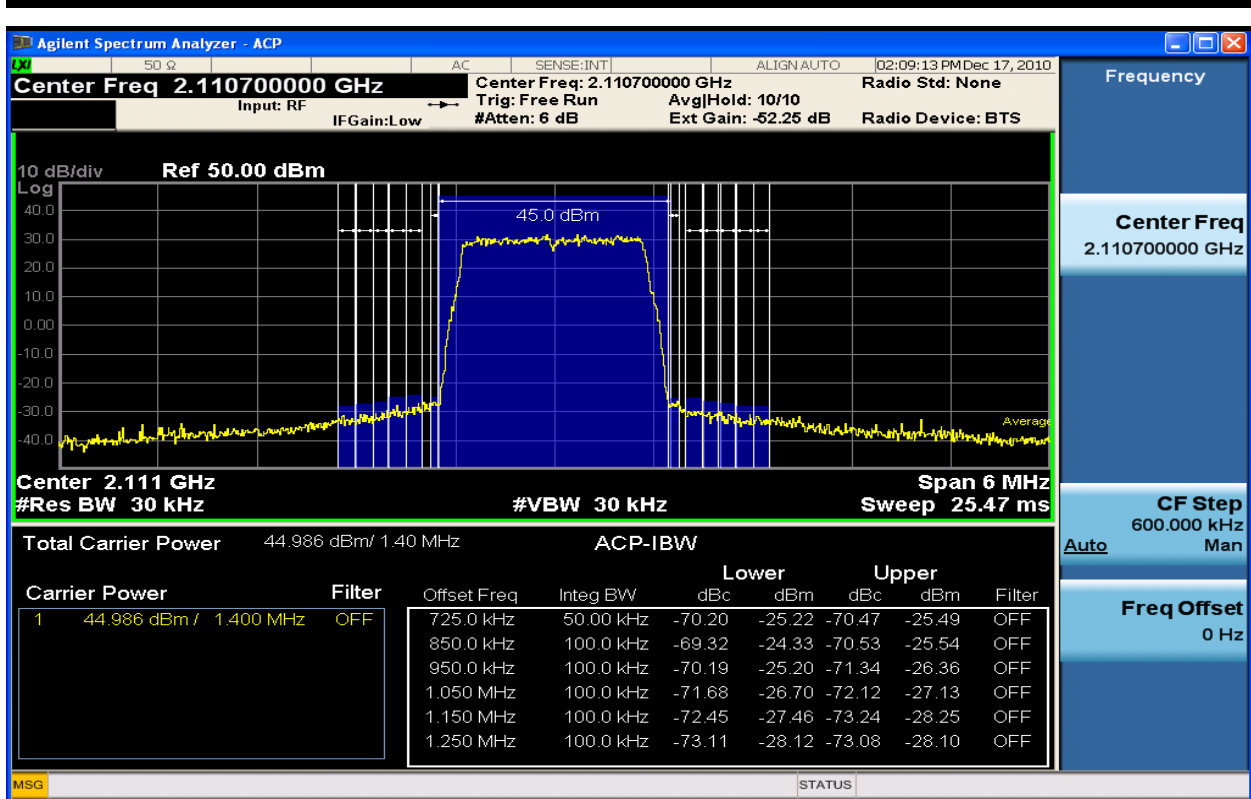 Agilent Spectrum Analyzer - ACP
LXI 50 Ω AC SENSE:INT ALIGN AUTO 02:09:13 PM Dec 17, 2010
Center Freq 2.110700000 GHz
Input: RF
IFGain:Low
Center Freq: 2.110700000 GHz
Trig: Free Run
#Atten: 6 dB
Avg|Hold: 10/10
Ext Gain: -52.25 dB
Radio Std: None
Radio Device: BTS
10 dB/div Ref 50.00 dBm
Log
40.0
30.0
20.0
10.0
0.00
-10.0
-20.0
-30.0
-40.0
45.0 dBm
Average
Center 2.111 GHz Span 6 MHz
#Res BW 30 kHz #VBW 30 kHz Sweep 25.47 ms
Total Carrier Power 44.986 dBm/ 1.40 MHz ACP-IBW
Lower Upper
Carrier Power Filter Offset Freq Integ BW dBc dBm dBc dBm Filter
1 44.986 dBm / 1.400 MHz OFF
725.0 kHz 50.00 kHz -70.20 -25.22 -70.47 -25.49 OFF
850.0 kHz 100.0 kHz -69.32 -24.33 -70.53 -25.54 OFF
950.0 kHz 100.0 kHz -70.19 -25.20 -71.34 -26.36 OFF
1.050 MHz 100.0 kHz -71.68 -26.70 -72.12 -27.13 OFF
1.150 MHz 100.0 kHz -72.45 -27.46 -73.24 -28.25 OFF
1.250 MHz 100.0 kHz -73.11 -28.12 -73.08 -28.10 OFF
MSG STATUS
Frequency
Center Freq
2.110700000 GHz
CF Step
600.000 kHz
Auto Man
Freq Offset
0 Hz